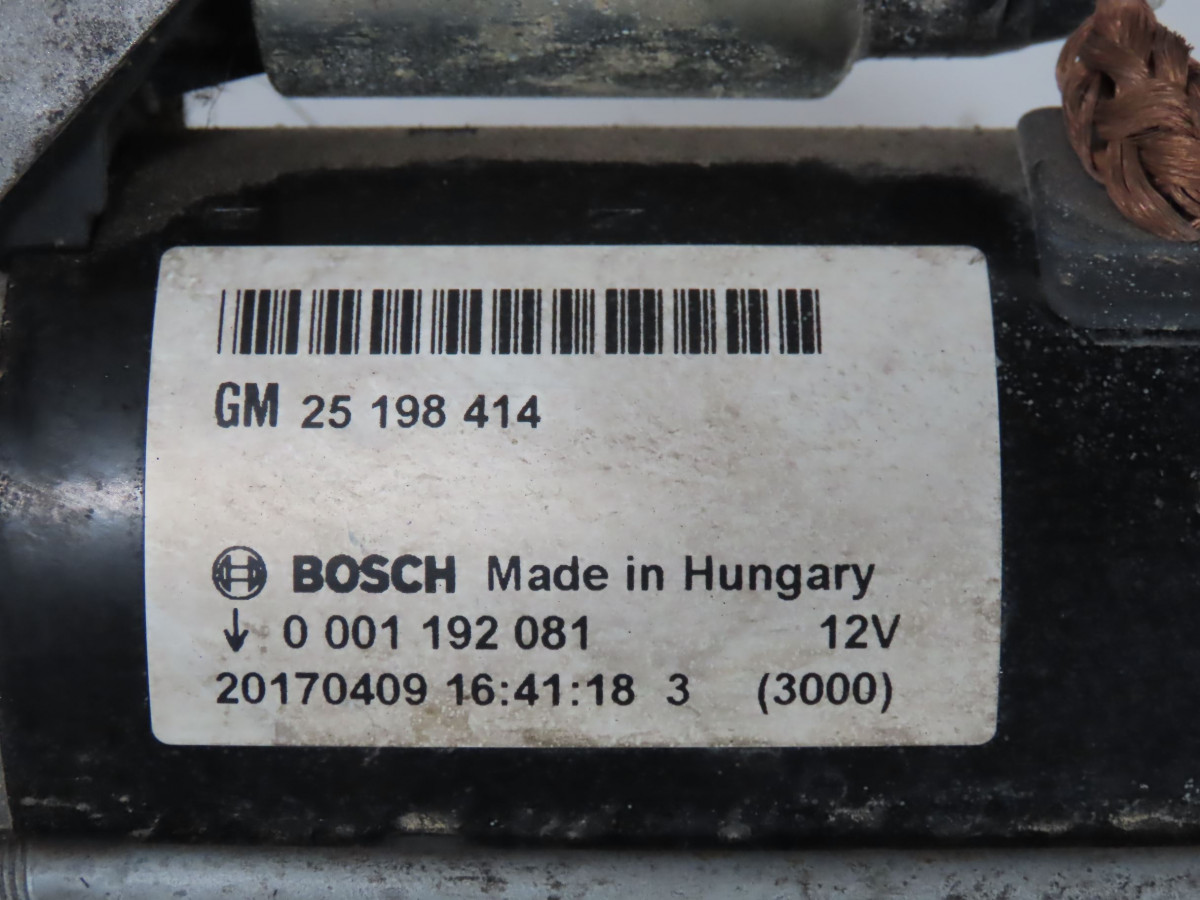 GM 25 198 414
BOSCH Made in Hungary
↓ 0 001 192 081 12V
20170409 16:41:18 3 (3000)